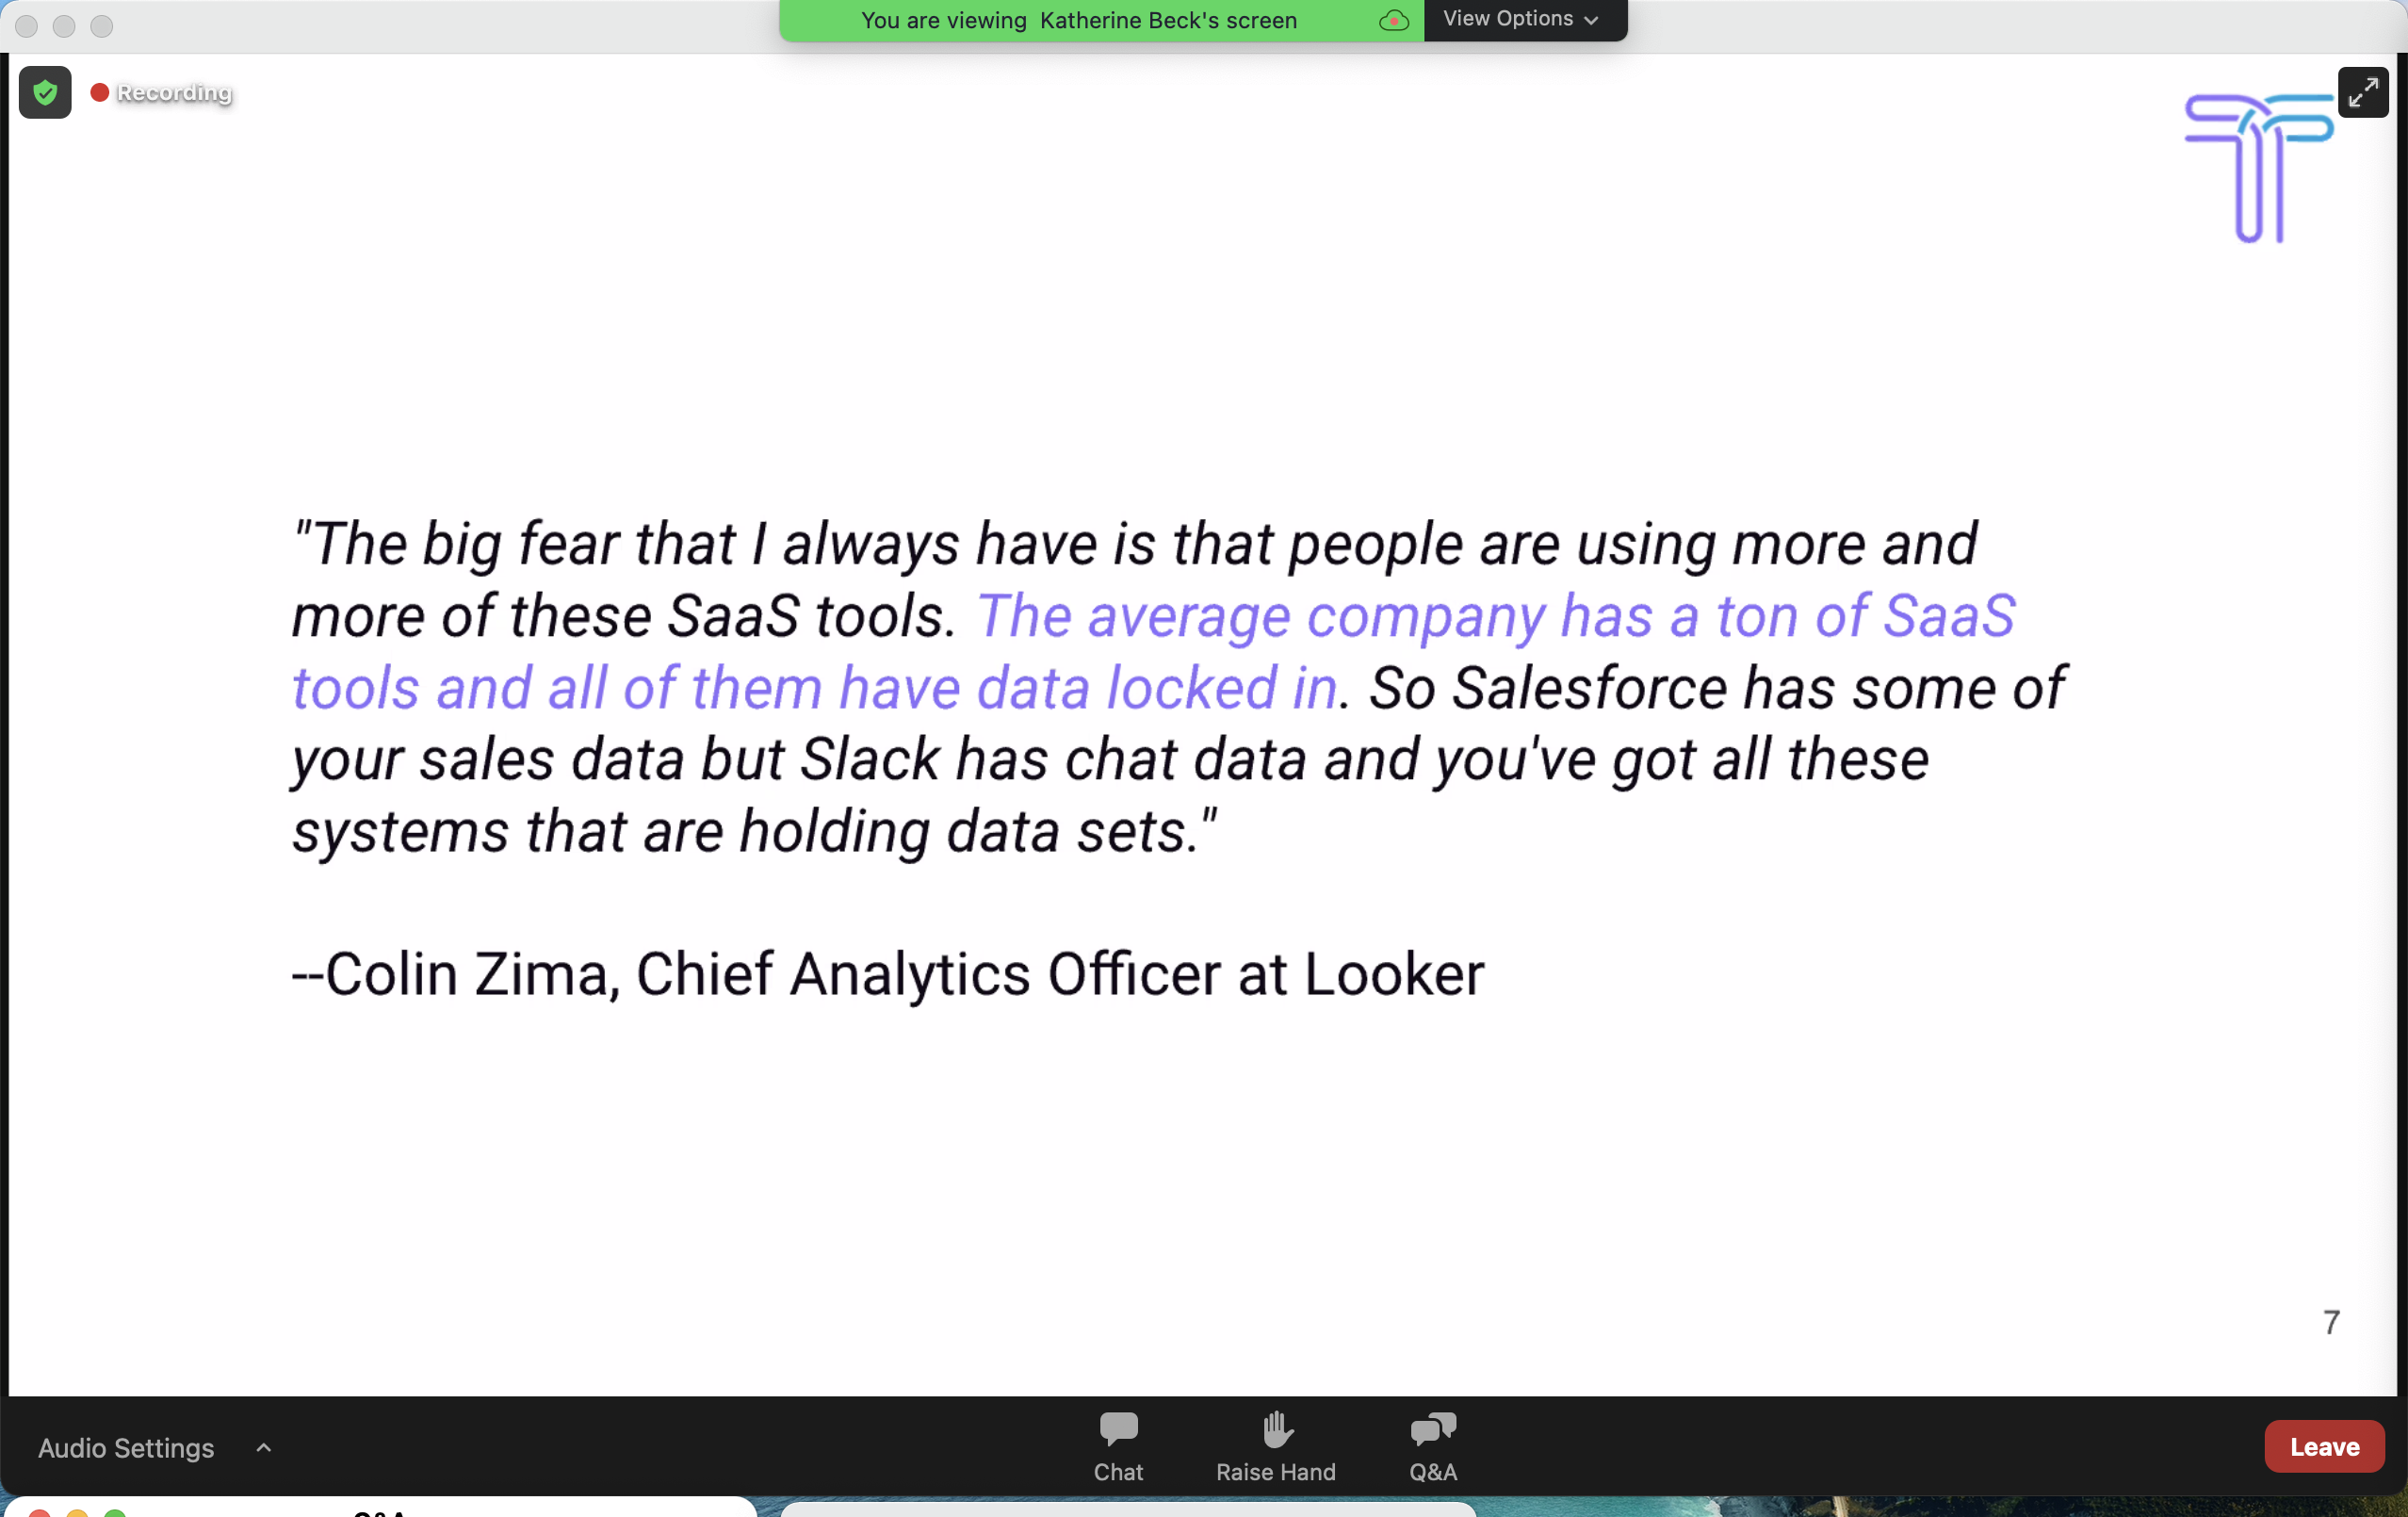 You are viewing Katherine Beck's screen
View Options
Recording
"The big fear that I always have is that people are using more and
more of these SaaS tools. The average company has a ton of SaaS
tools and all of them have data locked in. So Salesforce has some of
your sales data but Slack has chat data and you've got all these
systems that are holding data sets."
--Colin Zima, Chief Analytics Officer at Looker
7
Audio Settings
Chat
Raise Hand
Q&A
Leave
Q&A